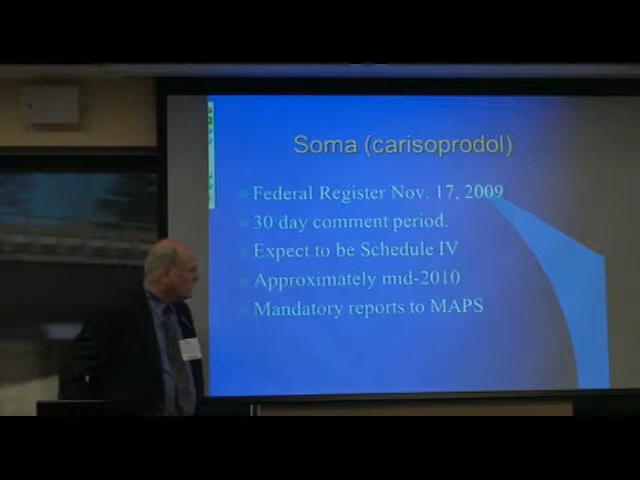 Soma (carisoprodol)
Federal Register Nov. 17, 2009
30 day comment period.
Expect to be Schedule IV
Approximately mid-2010
Mandatory reports to MAPS